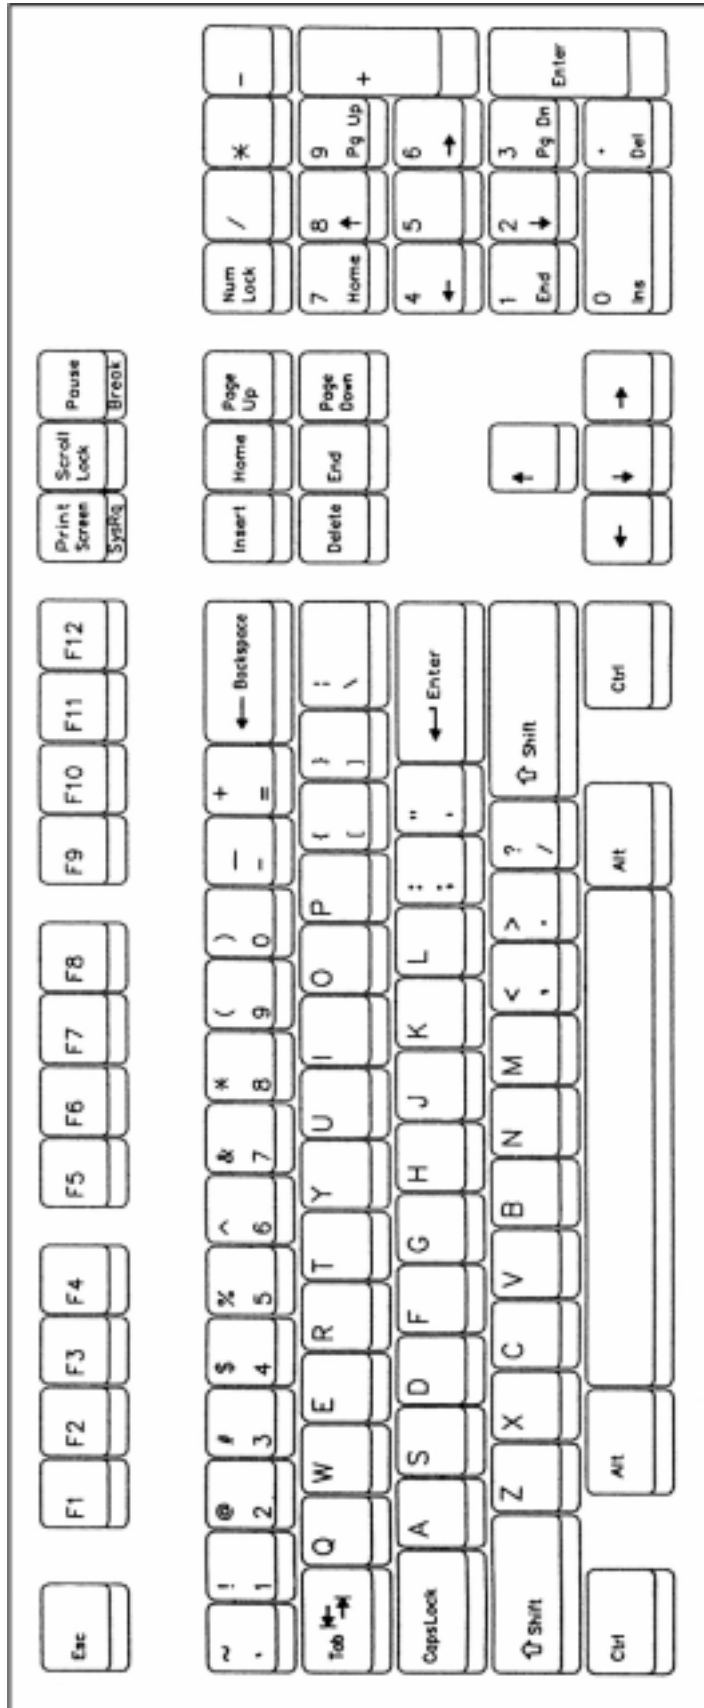 Esc F1 F2 F3 F4 F5 F6 F7 F8 F9 F10 F11 F12 Print Scroll Pause
Screen Lock
SysRq Break
~ ! @ # $ % ^ & * ( ) — + ← Backspace Insert Home Page Num / * -
` 1 2 3 4 5 6 7 8 9 0 - = Up Lock
Tab Q W E R T Y U I O P { } ¦ Delete End Page 7 8 9 +
[ ] \ Down Home ↑ Pg Up
CapsLock A S D F G H J K L : " ↵ Enter 4 5 6
; ' ← →
⇧ Shift Z X C V B N M < > ? ⇧ Shift ↑ 1 2 3 Enter
, . / End ↓ Pg Dn
Ctrl Alt Alt Ctrl ← ↓ → 0 .
Ins Del